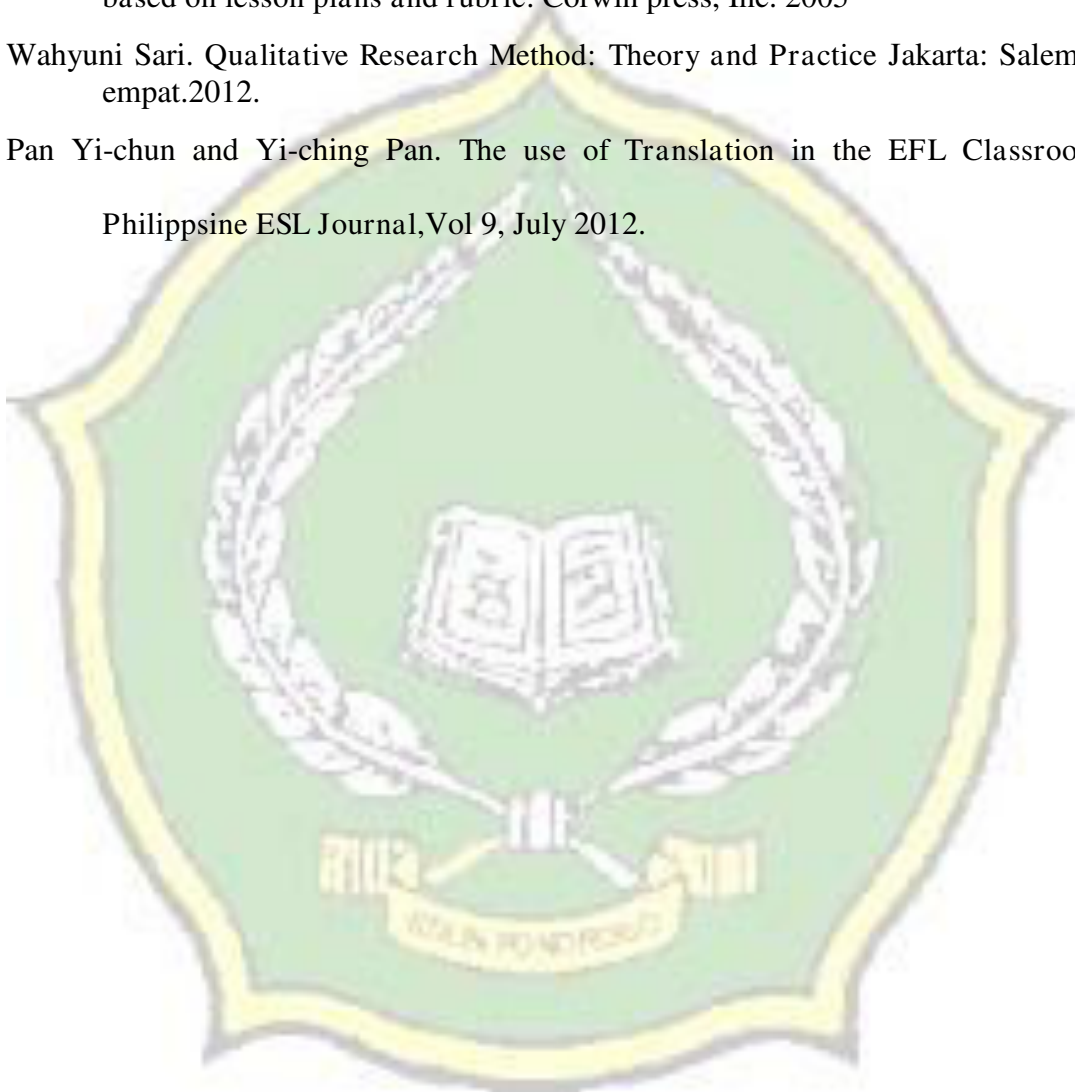 based on lesson plans and rubric. Corwin press, Inc. 2005
Wahyuni Sari. Qualitative Research Method: Theory and Practice Jakarta: Salem
empat.2012.
Pan Yi-chun and Yi-ching Pan. The use of Translation in the EFL Classroo
Philippsine ESL Journal,Vol 9, July 2012.
PONOROGO